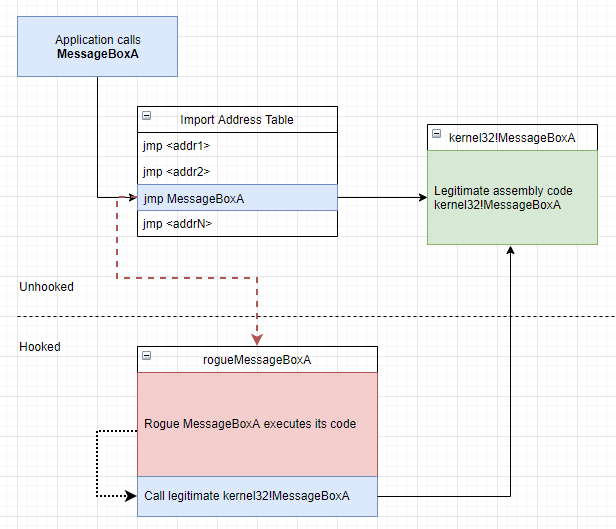 Application calls
MessageBoxA
Import Address Table
jmp <addr1>
jmp <addr2>
jmp MessageBoxA
jmp <addrN>
kernel32!MessageBoxA
Legitimate assembly code
kernel32!MessageBoxA
Unhooked
Hooked
rogueMessageBoxA
Rogue MessageBoxA executes its code
Call legitimate kernel32!MessageBoxA